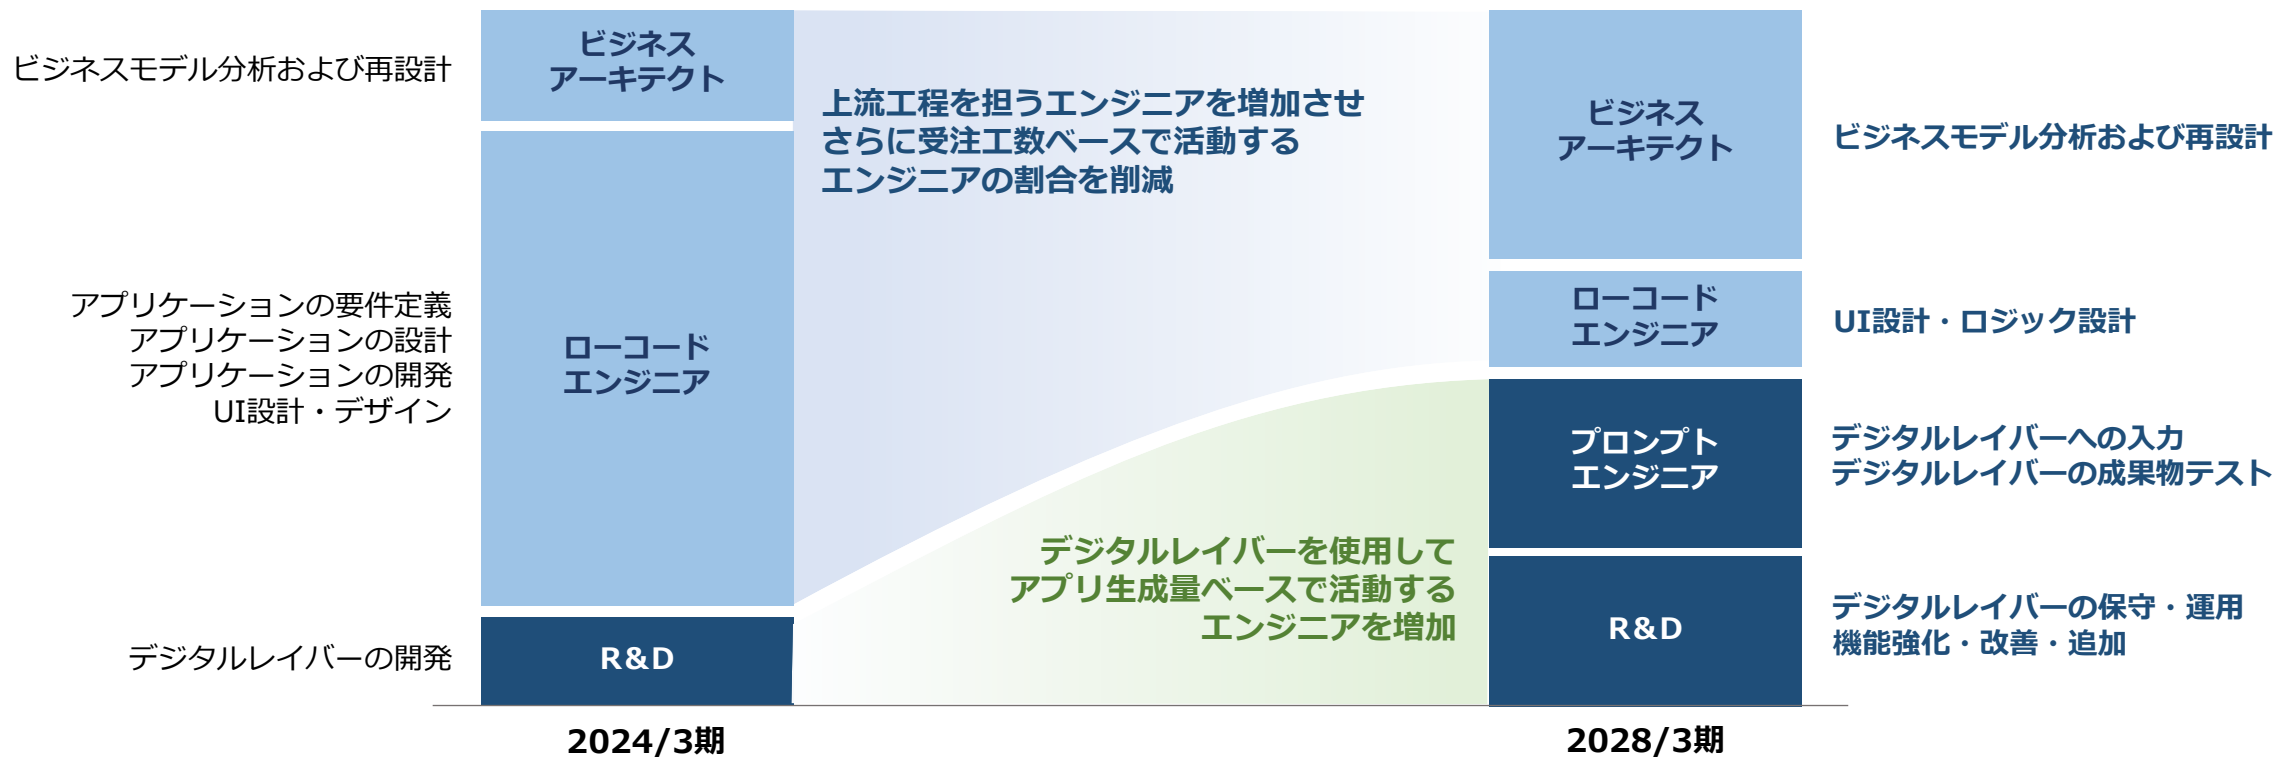 ビジネスモデル分析および再設計
アプリケーションの要件定義
アプリケーションの設計
アプリケーションの開発
UI設計・デザイン
デジタルレイバーの開発
ビジネス
アーキテクト
ローコード
エンジニア
R&D
2024/3期
上流工程を担うエンジニアを増加させ
さらに受注工数ベースで活動する
エンジニアの割合を削減
デジタルレイバーを使用して
アプリ生成量ベースで活動する
エンジニアを増加
ビジネス
アーキテクト
ローコード
エンジニア
プロンプト
エンジニア
R&D
2028/3期
ビジネスモデル分析および再設計
UI設計・ロジック設計
デジタルレイバーへの入力
デジタルレイバーの成果物テスト
デジタルレイバーの保守・運用
機能強化・改善・追加